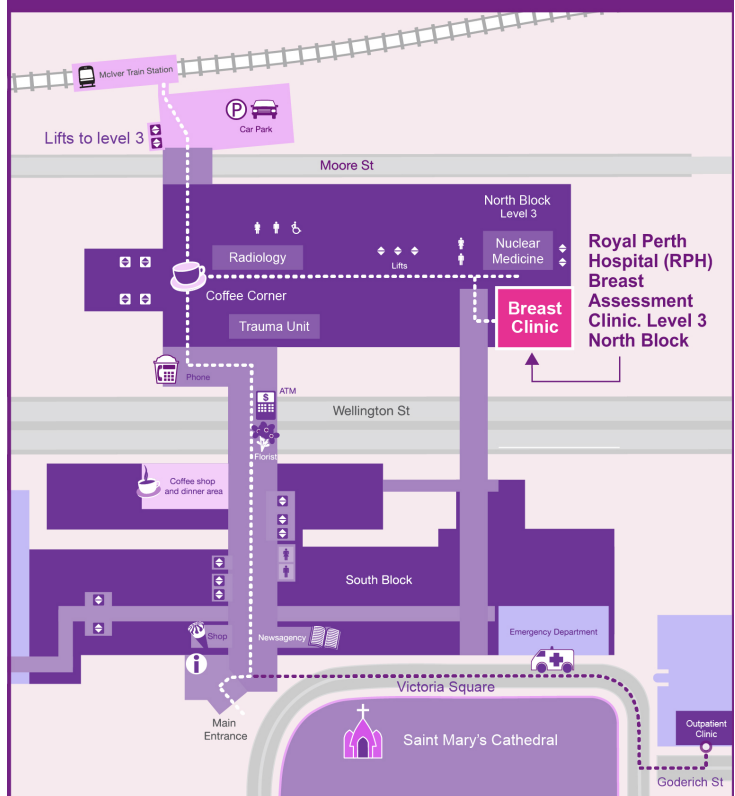 McIver Train Station
P
Car Park
Lifts to level 3
Moore St
North Block
Level 3
Radiology
Lifts
Nuclear
Medicine
Royal Perth
Hospital (RPH)
Breast
Assessment
Clinic. Level 3
North Block
Coffee Corner
Breast
Clinic
Trauma Unit
Phone
$
ATM
Wellington St
Florist
Coffee shop
and dinner area
South Block
Shop
Newsagency
Emergency Department
i
Victoria Square
Main
Entrance
Saint Mary's Cathedral
Outpatient
Clinic
Goderich St